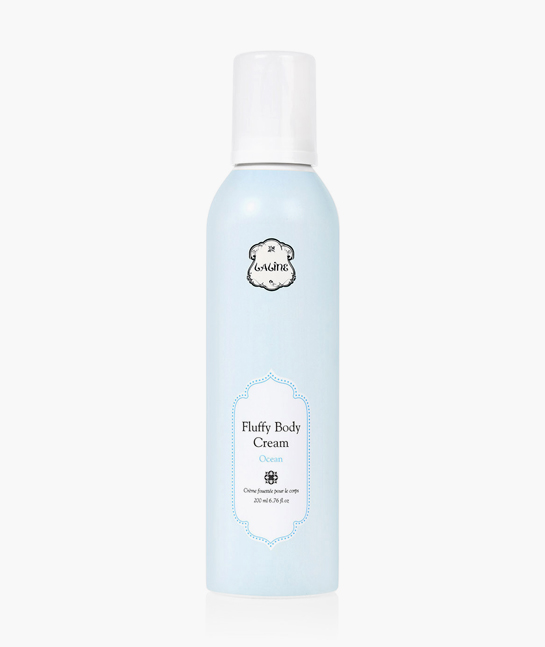 LALINE
Fluffy Body
Cream
Ocean
Crème fouettée pour le corps
200 ml 6.76 fl.oz